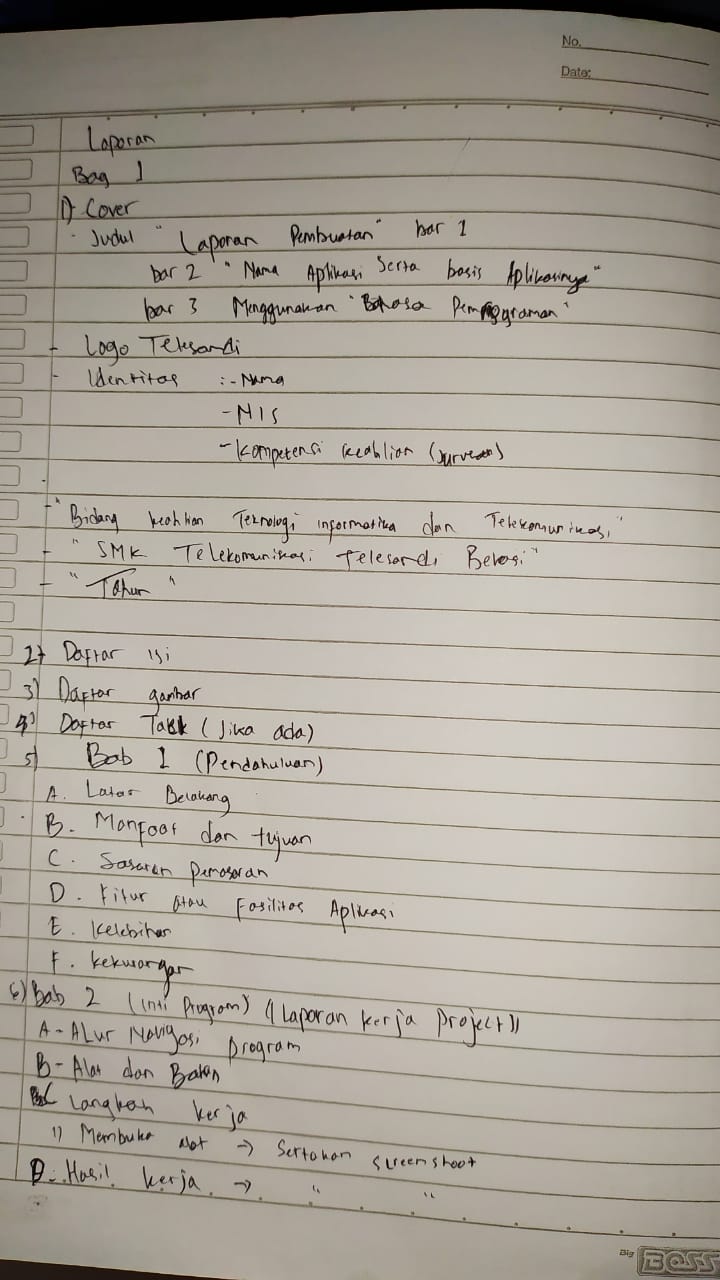 No.
Date:
Laporan
Bag 1
1) Cover
- Judul " Laporan Pembuatan " bar 1
bar 2 " Nama Aplikasi Serta basis Aplikasinya "
bar 3 Menggunakan " Bahasa Pemrograman "
- Logo Telesandi
- Identitas : - Nama
- NIS
- Kompetensi keahlian (Jurusan)
- " Bidang keahlian Teknologi informatika dan Telekomunikasi "
- " SMK Telekomunikasi Telesandi Bekasi "
- " Tahun "
2) Daftar isi
3) Daftar gambar
4) Daftar Tabel (Jika ada)
5) Bab 1 (Pendahuluan)
A. Latar Belakang
B. Manfaat dan tujuan
C. Sasaran pemasaran
D. Fitur atau Fasilitas Aplikasi
E. Kelebihan
F. Kekurangan
6) Bab 2 (inti Program) (( Laporan kerja project ))
A - ALur Navigasi program
B - Alat dan Bahan
C Langkah kerja
1) Membuka alat -> Sertakan screenshoot
D - Hasil kerja -> " "
Big BOSS